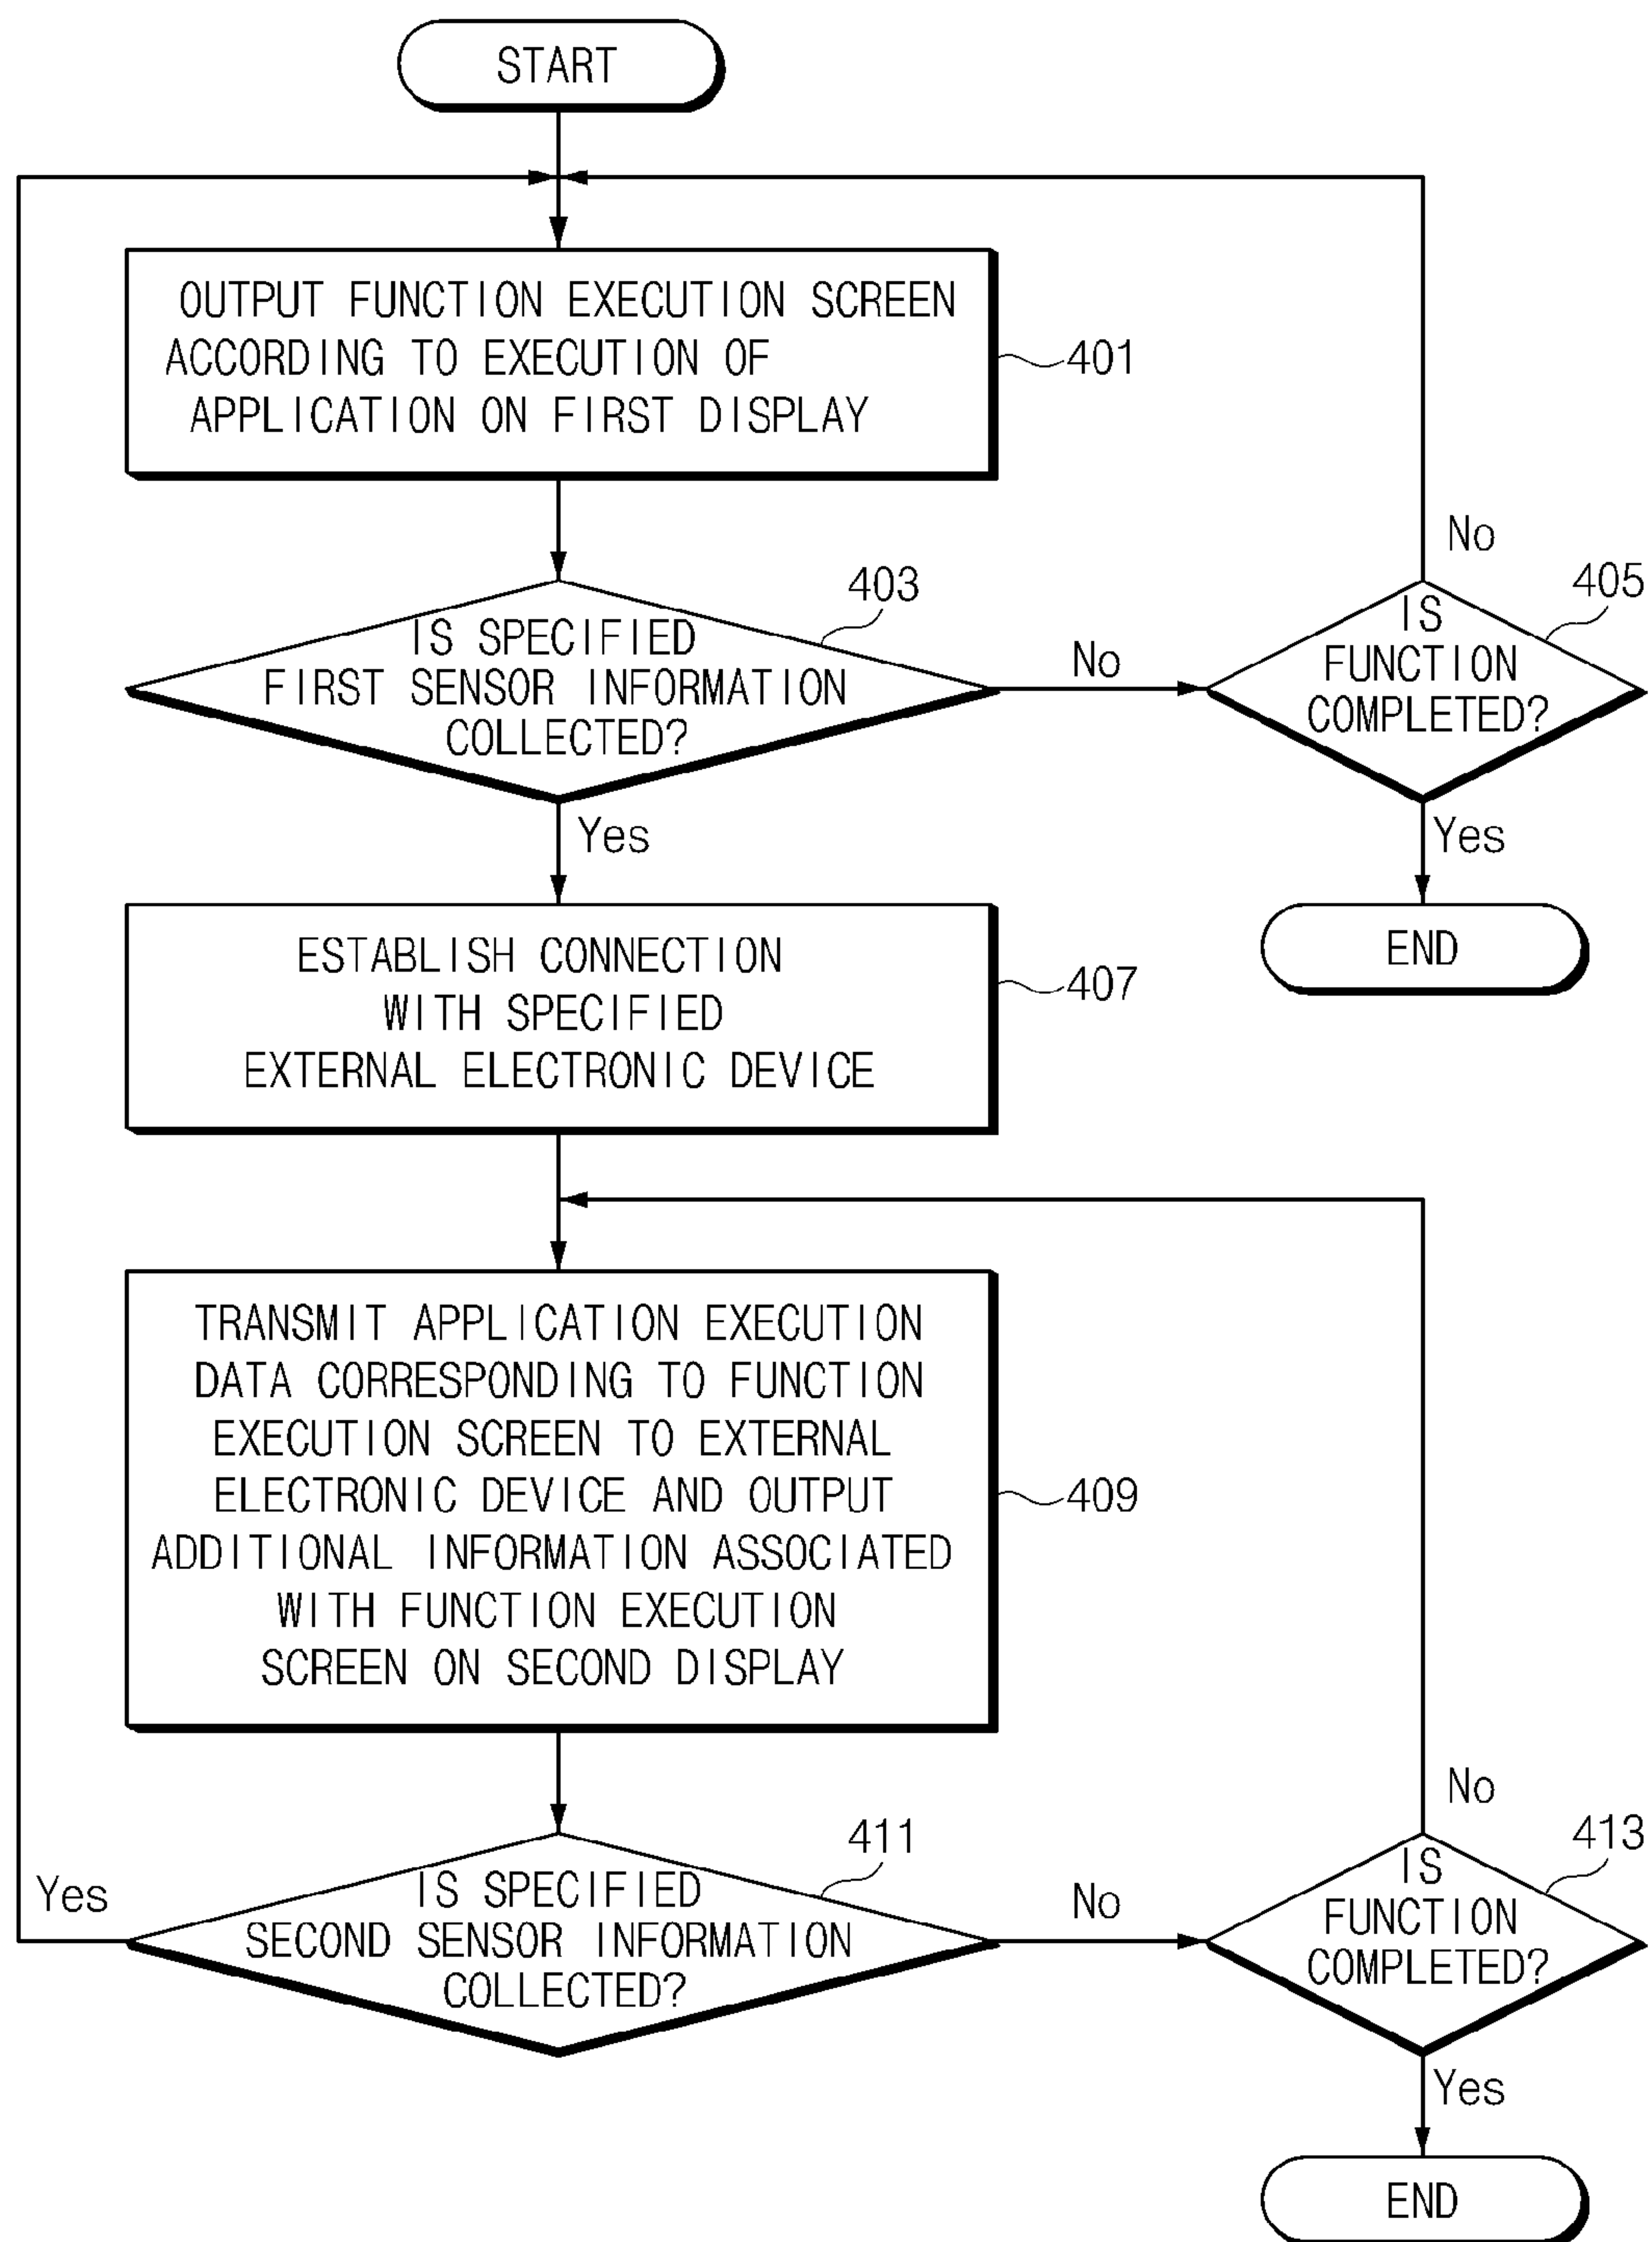 START
OUTPUT FUNCTION EXECUTION SCREEN
ACCORDING TO EXECUTION OF
APPLICATION ON FIRST DISPLAY
401
403
IS SPECIFIED
FIRST SENSOR INFORMATION
COLLECTED?
No
Yes
No
405
IS
FUNCTION
COMPLETED?
Yes
END
ESTABLISH CONNECTION
WITH SPECIFIED
EXTERNAL ELECTRONIC DEVICE
407
TRANSMIT APPLICATION EXECUTION
DATA CORRESPONDING TO FUNCTION
EXECUTION SCREEN TO EXTERNAL
ELECTRONIC DEVICE AND OUTPUT
ADDITIONAL INFORMATION ASSOCIATED
WITH FUNCTION EXECUTION
SCREEN ON SECOND DISPLAY
409
411
Yes
IS SPECIFIED
SECOND SENSOR INFORMATION
COLLECTED?
No
No
413
IS
FUNCTION
COMPLETED?
Yes
END